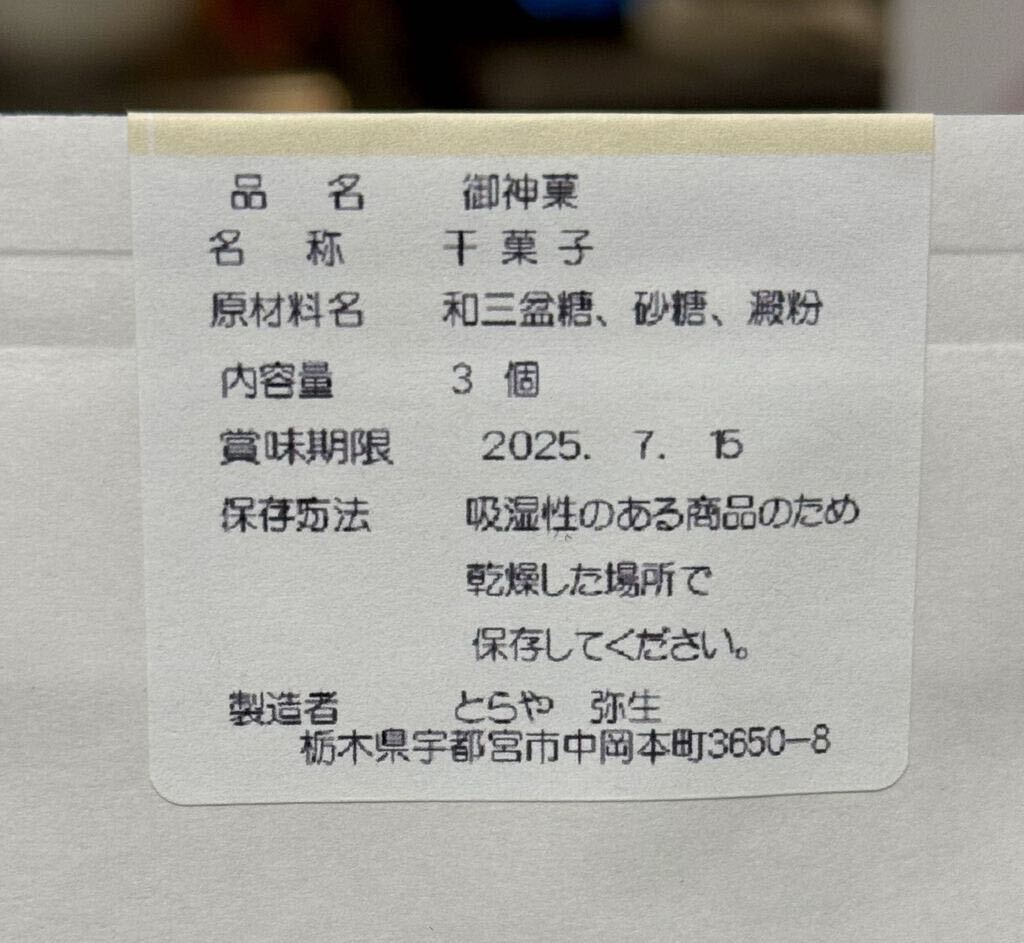 品 名 御神菓
名 称 干 菓 子
原材料名 和三盆糖、砂糖、澱粉
内容量 3 個
賞味期限 2025. 7. 15
保存方法 吸湿性のある商品のため
乾燥した場所で
保存してください。
製造者 とらや 弥生
栃木県宇都宮市中岡本町3650-8